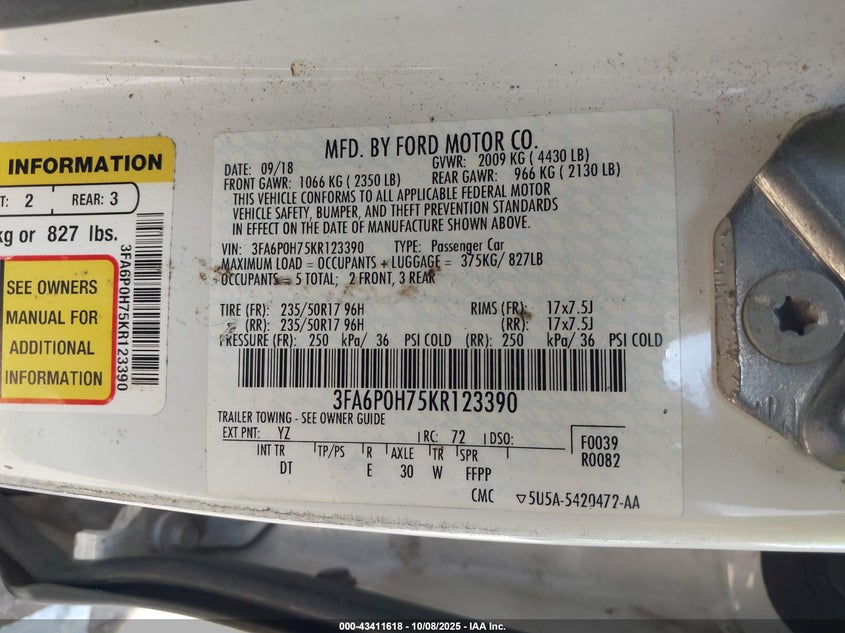 INFORMATION
T: 2 REAR: 3
kg or 827 lbs.
SEE OWNERS
MANUAL FOR
ADDITIONAL
INFORMATION
3FA6P0H75KR123390
MFD. BY FORD MOTOR CO.
DATE: 09/18 GVWR: 2009 KG ( 4430 LB)
FRONT GAWR: 1066 KG ( 2350 LB) REAR GAWR: 966 KG ( 2130 LB)
THIS VEHICLE CONFORMS TO ALL APPLICABLE FEDERAL MOTOR
VEHICLE SAFETY, BUMPER, AND THEFT PREVENTION STANDARDS
IN EFFECT ON THE DATE OF MANUFACTURE SHOWN ABOVE.
VIN: 3FA6P0H75KR123390 TYPE: Passenger Car
MAXIMUM LOAD = OCCUPANTS + LUGGAGE = 375KG/ 827LB
OCCUPANTS = 5 TOTAL; 2 FRONT, 3 REAR
TIRE (FR): 235/50R17 96H RIMS (FR): 17x7.5J
(RR): 235/50R17 96H (RR): 17x7.5J
PRESSURE (FR): 250 kPa/ 36 PSI COLD (RR): 250 kPa/ 36 PSI COLD
3FA6P0H75KR123390
TRAILER TOWING - SEE OWNER GUIDE
EXT PNT: YZ RC: 72 DSO: F0039
INT TR TP/PS R AXLE TR SPR R0082
DT E 30 W FFPP
CMC ▽5U5A-5420472-AA
000-43411618 - 10/08/2025 - IAA Inc.